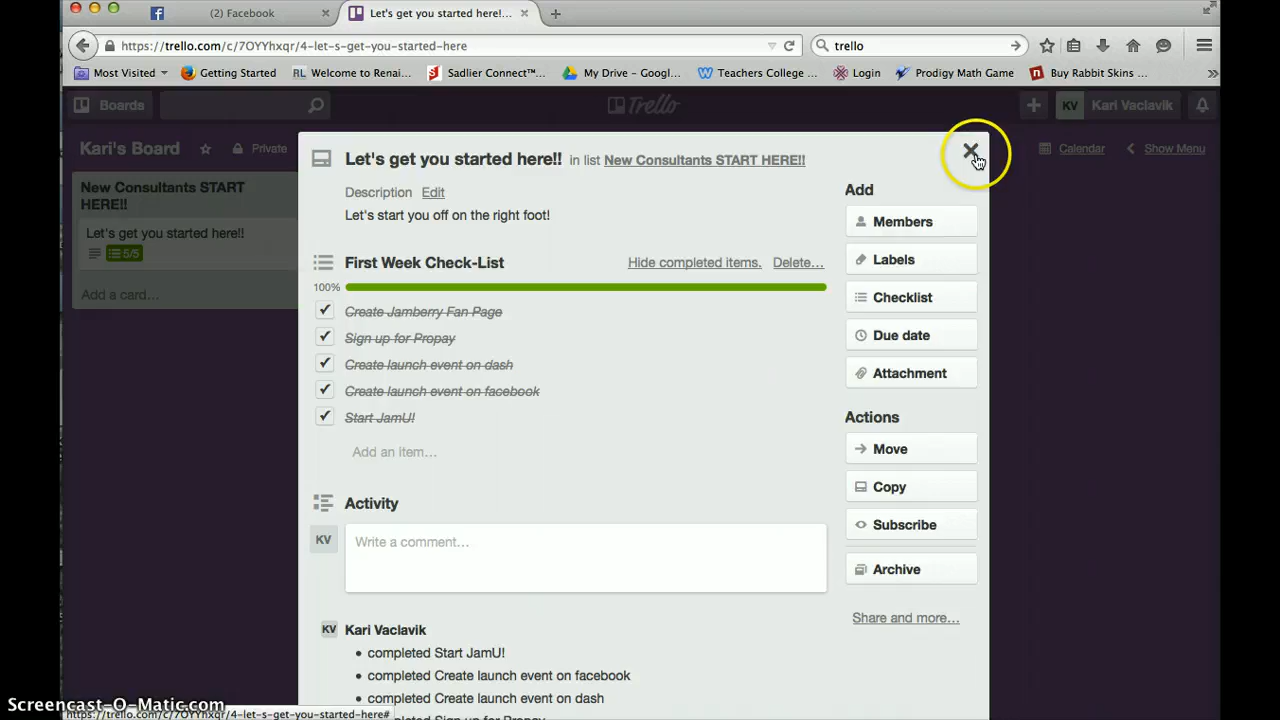 (2) Facebook
Let's get you started here!...
https://trello.com/c/7OYYhxqr/4-let-s-get-you-started-here
trello
Most Visited
Getting Started
RL Welcome to Renai...
Sadlier Connect™...
My Drive – Googl...
Teachers College ...
Login
Prodigy Math Game
Buy Rabbit Skins ...
Boards
Trello
KV Kari Vaclavik
Kari's Board
Private
Calendar
Show Menu
New Consultants START
HERE!!
Let's get you started here!!
5/5
Add a card...
Let's get you started here!! in list New Consultants START HERE!!
Description Edit
Let's start you off on the right foot!
First Week Check-List
Hide completed items.
Delete...
100%
Create Jamberry Fan Page
Sign up for Propay
Create launch event on dash
Create launch event on facebook
Start JamU!
Add an item...
Activity
KV
Write a comment...
KV Kari Vaclavik
• completed Start JamU!
• completed Create launch event on facebook
• completed Create launch event on dash
completed Sign up for Propay
Add
Members
Labels
Checklist
Due date
Attachment
Actions
Move
Copy
Subscribe
Archive
Share and more...
Screencast-O-Matic.com
https://trello.com/c/7OYYhxqr/4-let-s-get-you-started-here#